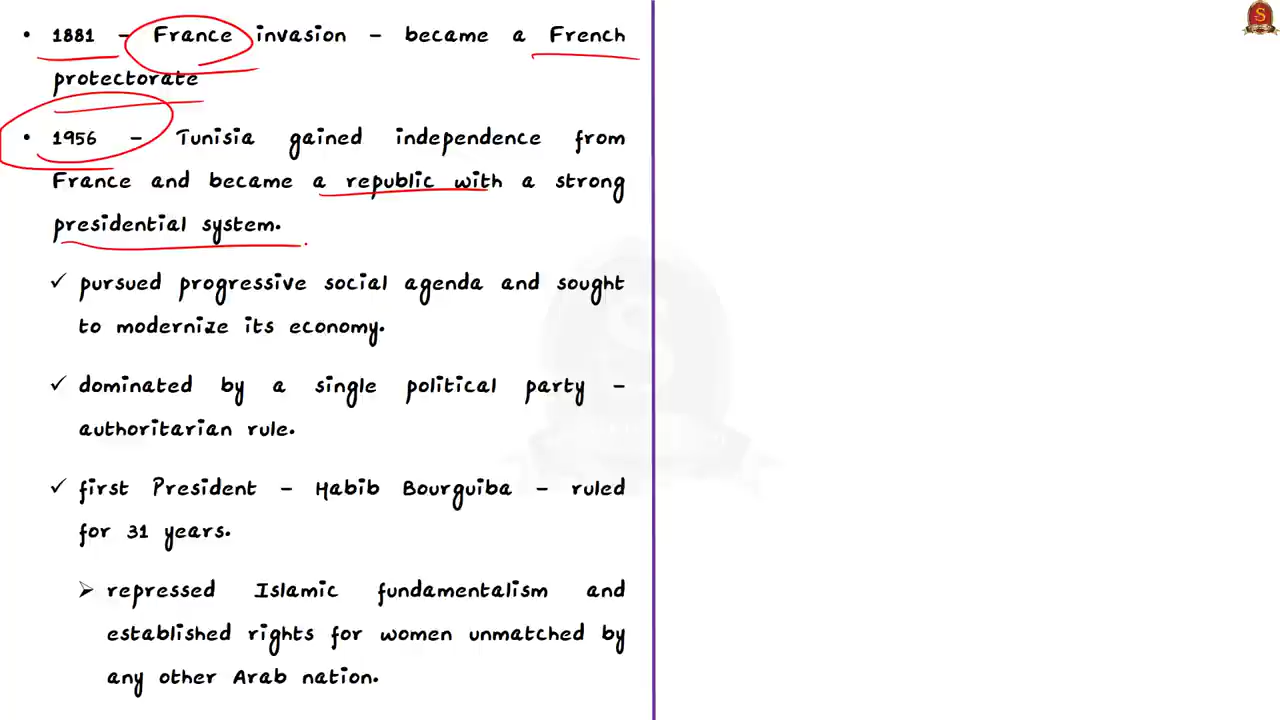 • 1881 – France invasion – became a French
protectorate
• 1956 – Tunisia gained independence from
France and became a republic with a strong
presidential system.
✓ pursued progressive social agenda and sought
to modernize its economy.
✓ dominated by a single political party –
authoritarian rule.
✓ first President – Habib Bourguiba – ruled
for 31 years.
➢ repressed Islamic fundamentalism and
established rights for women unmatched by
any other Arab nation.